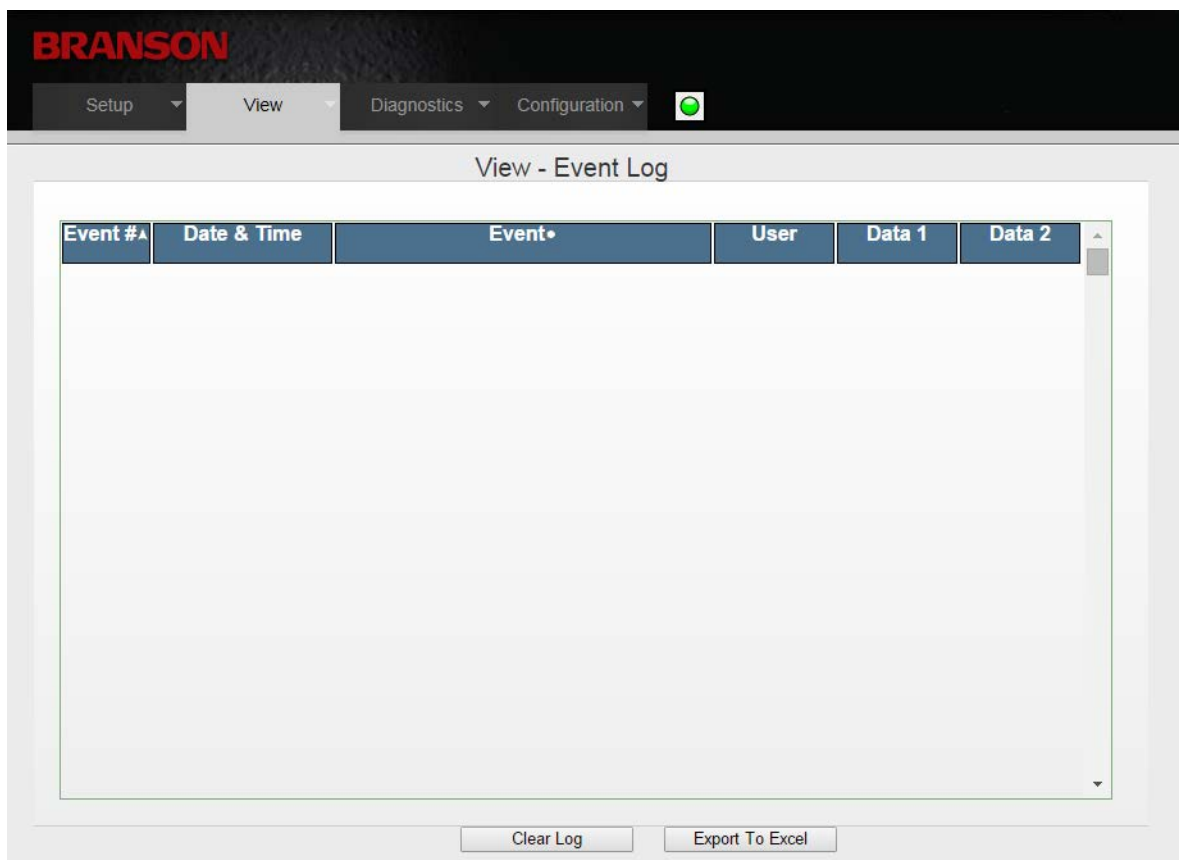 BRANSON
Setup View Diagnostics Configuration
View - Event Log
Event #▲ Date & Time Event• User Data 1 Data 2
Clear Log Export To Excel